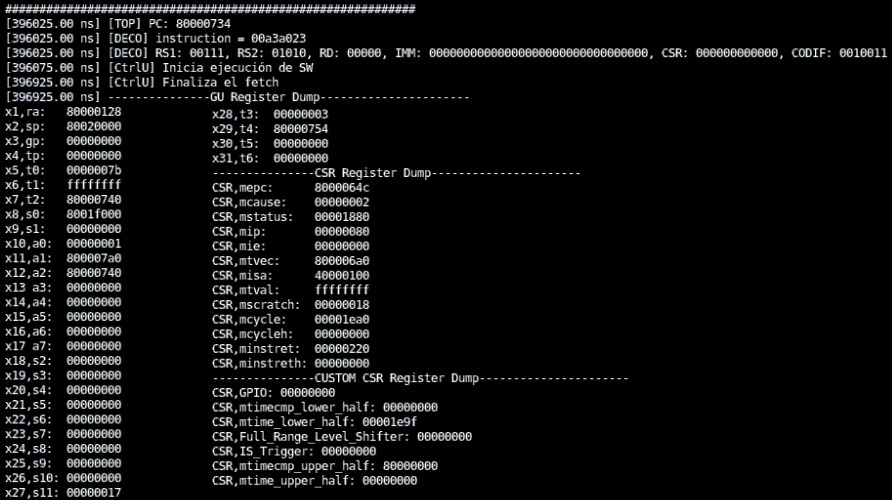 ###########################################################
[396025.00 ns] [TOP] PC: 80000734
[396025.00 ns] [DECO] instruction = 00a3a023
[396025.00 ns] [DECO] RS1: 00111, RS2: 01010, RD: 00000, IMM: 00000000000000000000000000000000, CSR: 000000000000, CODIF: 0010011
[396075.00 ns] [CtrlU] Inicia ejecución de SW
[396925.00 ns] [CtrlU] Finaliza el fetch
[396925.00 ns] ---------------GU Register Dump----------------------
x1,ra: 80000128
x2,sp: 80020000
x3,gp: 00000000
x4,tp: 00000000
x5,t0: 0000007b
x6,t1: ffffffff
x7,t2: 80000740
x8,s0: 8001f000
x9,s1: 00000000
x10,a0: 00000001
x11,a1: 800007a0
x12,a2: 80000740
x13 a3: 00000000
x14,a4: 00000000
x15,a5: 00000000
x16,a6: 00000000
x17 a7: 00000000
x18,s2: 00000000
x19,s3: 00000000
x20,s4: 00000000
x21,s5: 00000000
x22,s6: 00000000
x23,s7: 00000000
x24,s8: 00000000
x25,s9: 00000000
x26,s10: 00000000
x27,s11: 00000017
x28,t3: 00000003
x29,t4: 80000754
x30,t5: 00000000
x31,t6: 00000000
---------------CSR Register Dump----------------------
CSR,mepc: 8000064c
CSR,mcause: 00000002
CSR,mstatus: 00001880
CSR,mip: 00000080
CSR,mie: 00000000
CSR,mtvec: 800006a0
CSR,misa: 40000100
CSR,mtval: ffffffff
CSR,mscratch: 00000018
CSR,mcycle: 00001ea0
CSR,mcycleh: 00000000
CSR,minstret: 00000220
CSR,minstreth: 00000000
---------------CUSTOM CSR Register Dump----------------------
CSR,GPIO: 00000000
CSR,mtimecmp_lower_half: 00000000
CSR,mtime_lower_half: 00001e9f
CSR,Full_Range_Level_Shifter: 00000000
CSR,IS_Trigger: 00000000
CSR,mtimecmp_upper_half: 80000000
CSR,mtime_upper_half: 00000000